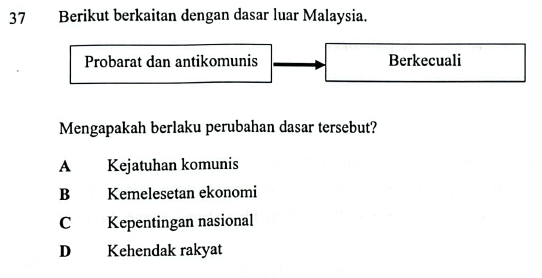 37 Berikut berkaitan dengan dasar luar Malaysia.
Probarat dan antikomunis Berkecuali
Mengapakah berlaku perubahan dasar tersebut?
A Kejatuhan komunis
B Kemelesetan ekonomi
C Kepentingan nasional
D Kehendak rakyat